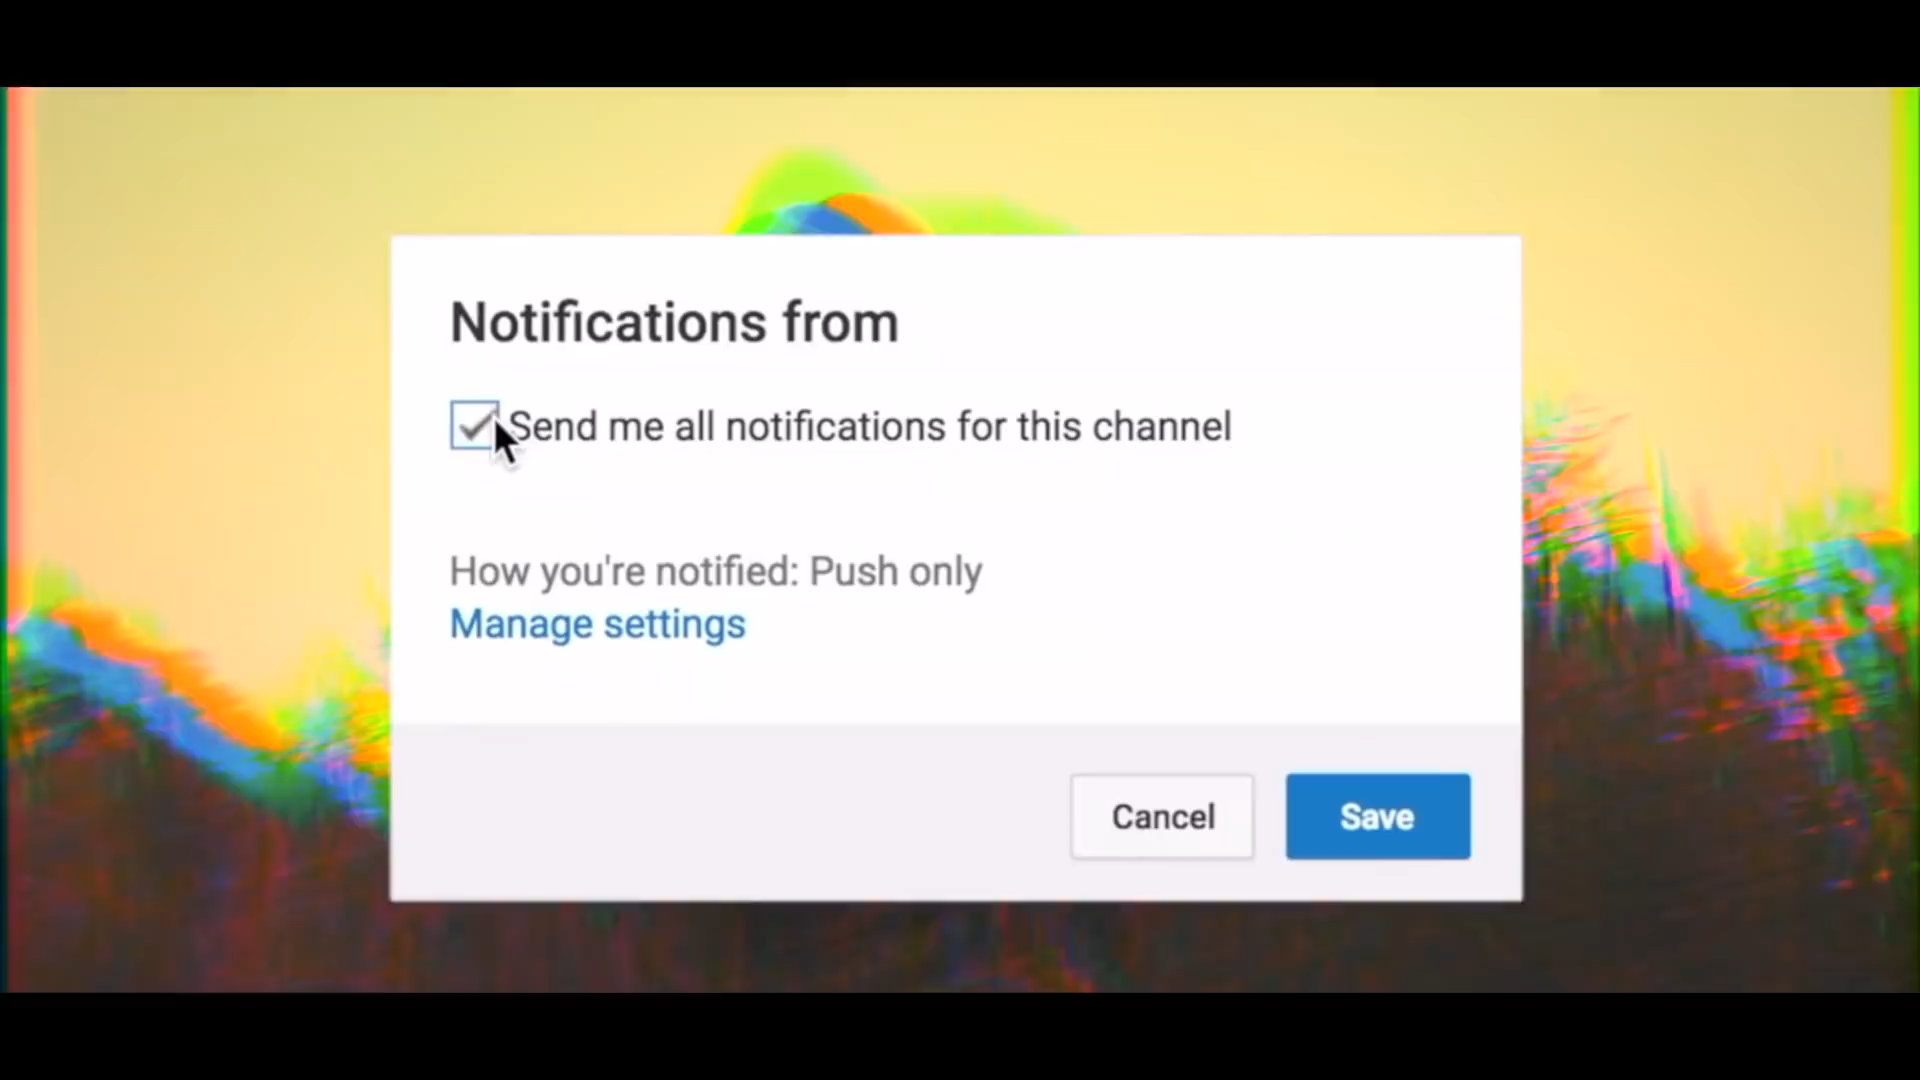 Notifications from
Send me all notifications for this channel
How you're notified: Push only
Manage settings
Cancel
Save